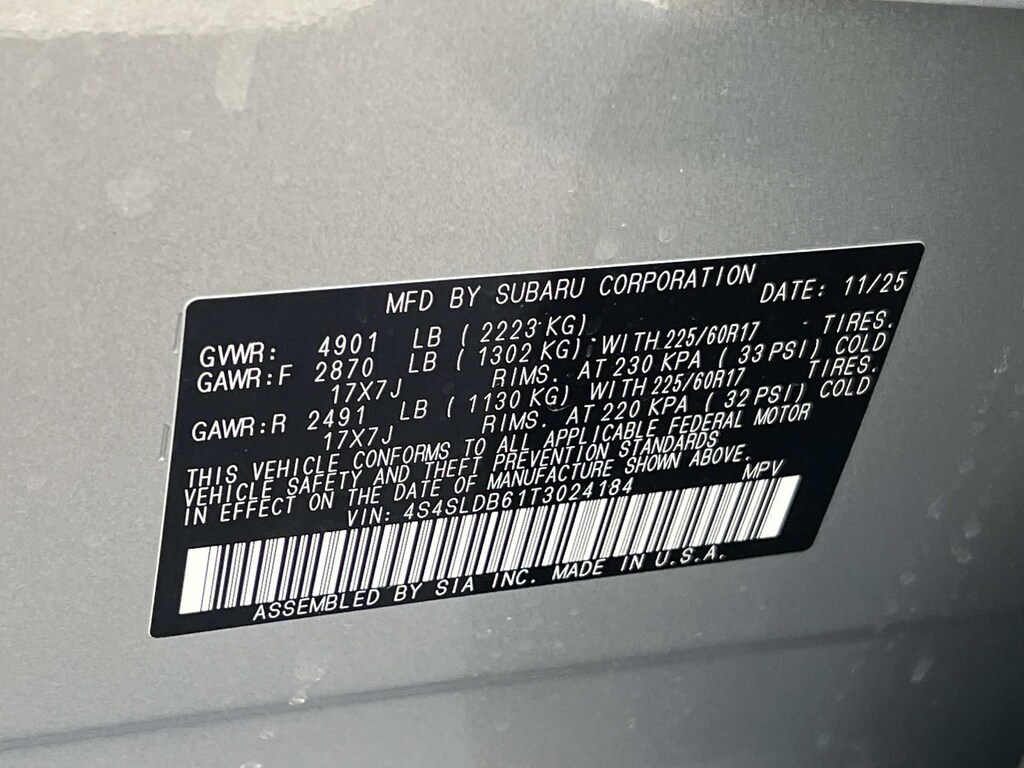 MFD BY SUBARU CORPORATION DATE: 11/25
GVWR: 4901 LB ( 2223 KG)
GAWR:F 2870 LB ( 1302 KG) WITH 225/60R17 TIRES.
17X7J RIMS. AT 230 KPA ( 33 PSI) COLD
GAWR:R 2491 LB ( 1130 KG) WITH 225/60R17 TIRES.
17X7J RIMS. AT 220 KPA ( 32 PSI) COLD
THIS VEHICLE CONFORMS TO ALL APPLICABLE FEDERAL MOTOR
VEHICLE SAFETY AND THEFT PREVENTION STANDARDS
IN EFFECT ON THE DATE OF MANUFACTURE SHOWN ABOVE.
VIN: 4S4SLDB61T3024184 MPV
ASSEMBLED BY SIA INC. MADE IN U.S.A.